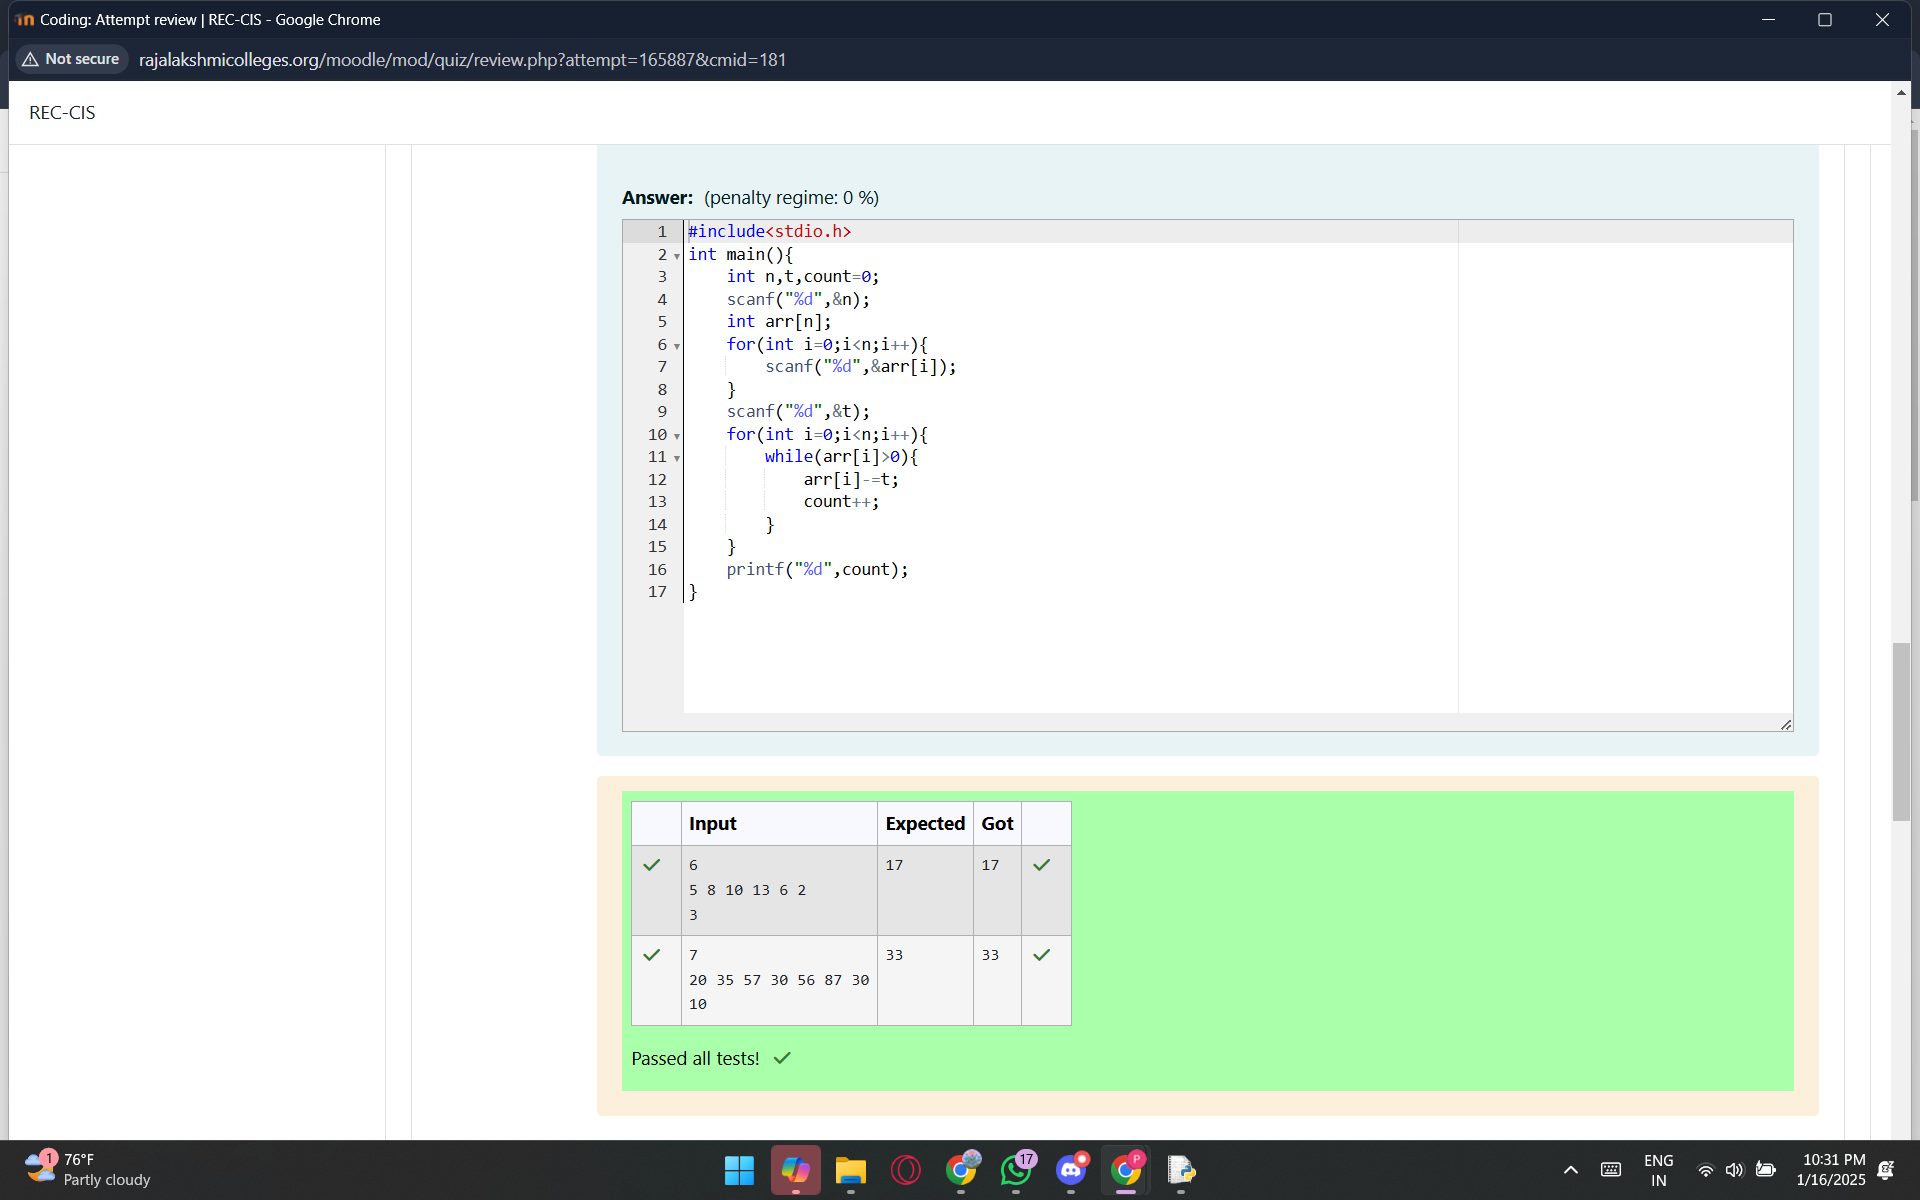 Coding: Attempt review | REC-CIS - Google Chrome
Not secure rajalakshmicolleges.org/moodle/mod/quiz/review.php?attempt=165887&cmid=181
REC-CIS
Answer: (penalty regime: 0 %)
1 #include<stdio.h>
2 int main(){
3     int n,t,count=0;
4     scanf("%d",&n);
5     int arr[n];
6     for(int i=0;i<n;i++){
7         scanf("%d",&arr[i]);
8     }
9     scanf("%d",&t);
10     for(int i=0;i<n;i++){
11         while(arr[i]>0){
12             arr[i]-=t;
13             count++;
14         }
15     }
16     printf("%d",count);
17 }
Input Expected Got
6 17 17
5 8 10 13 6 2
3
7 33 33
20 35 57 30 56 87 30
10
Passed all tests!
1 76°F
Partly cloudy
17
P
ENG
IN
10:31 PM
1/16/2025